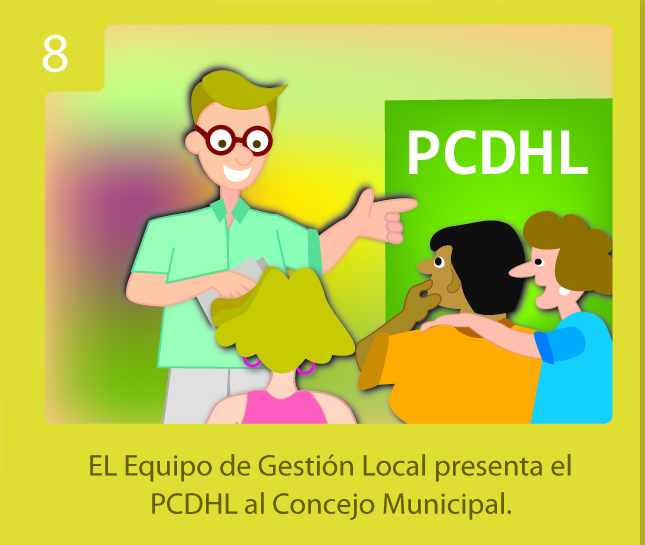 8
PCDHL
EL Equipo de Gestión Local presenta el
PCDHL al Concejo Municipal.